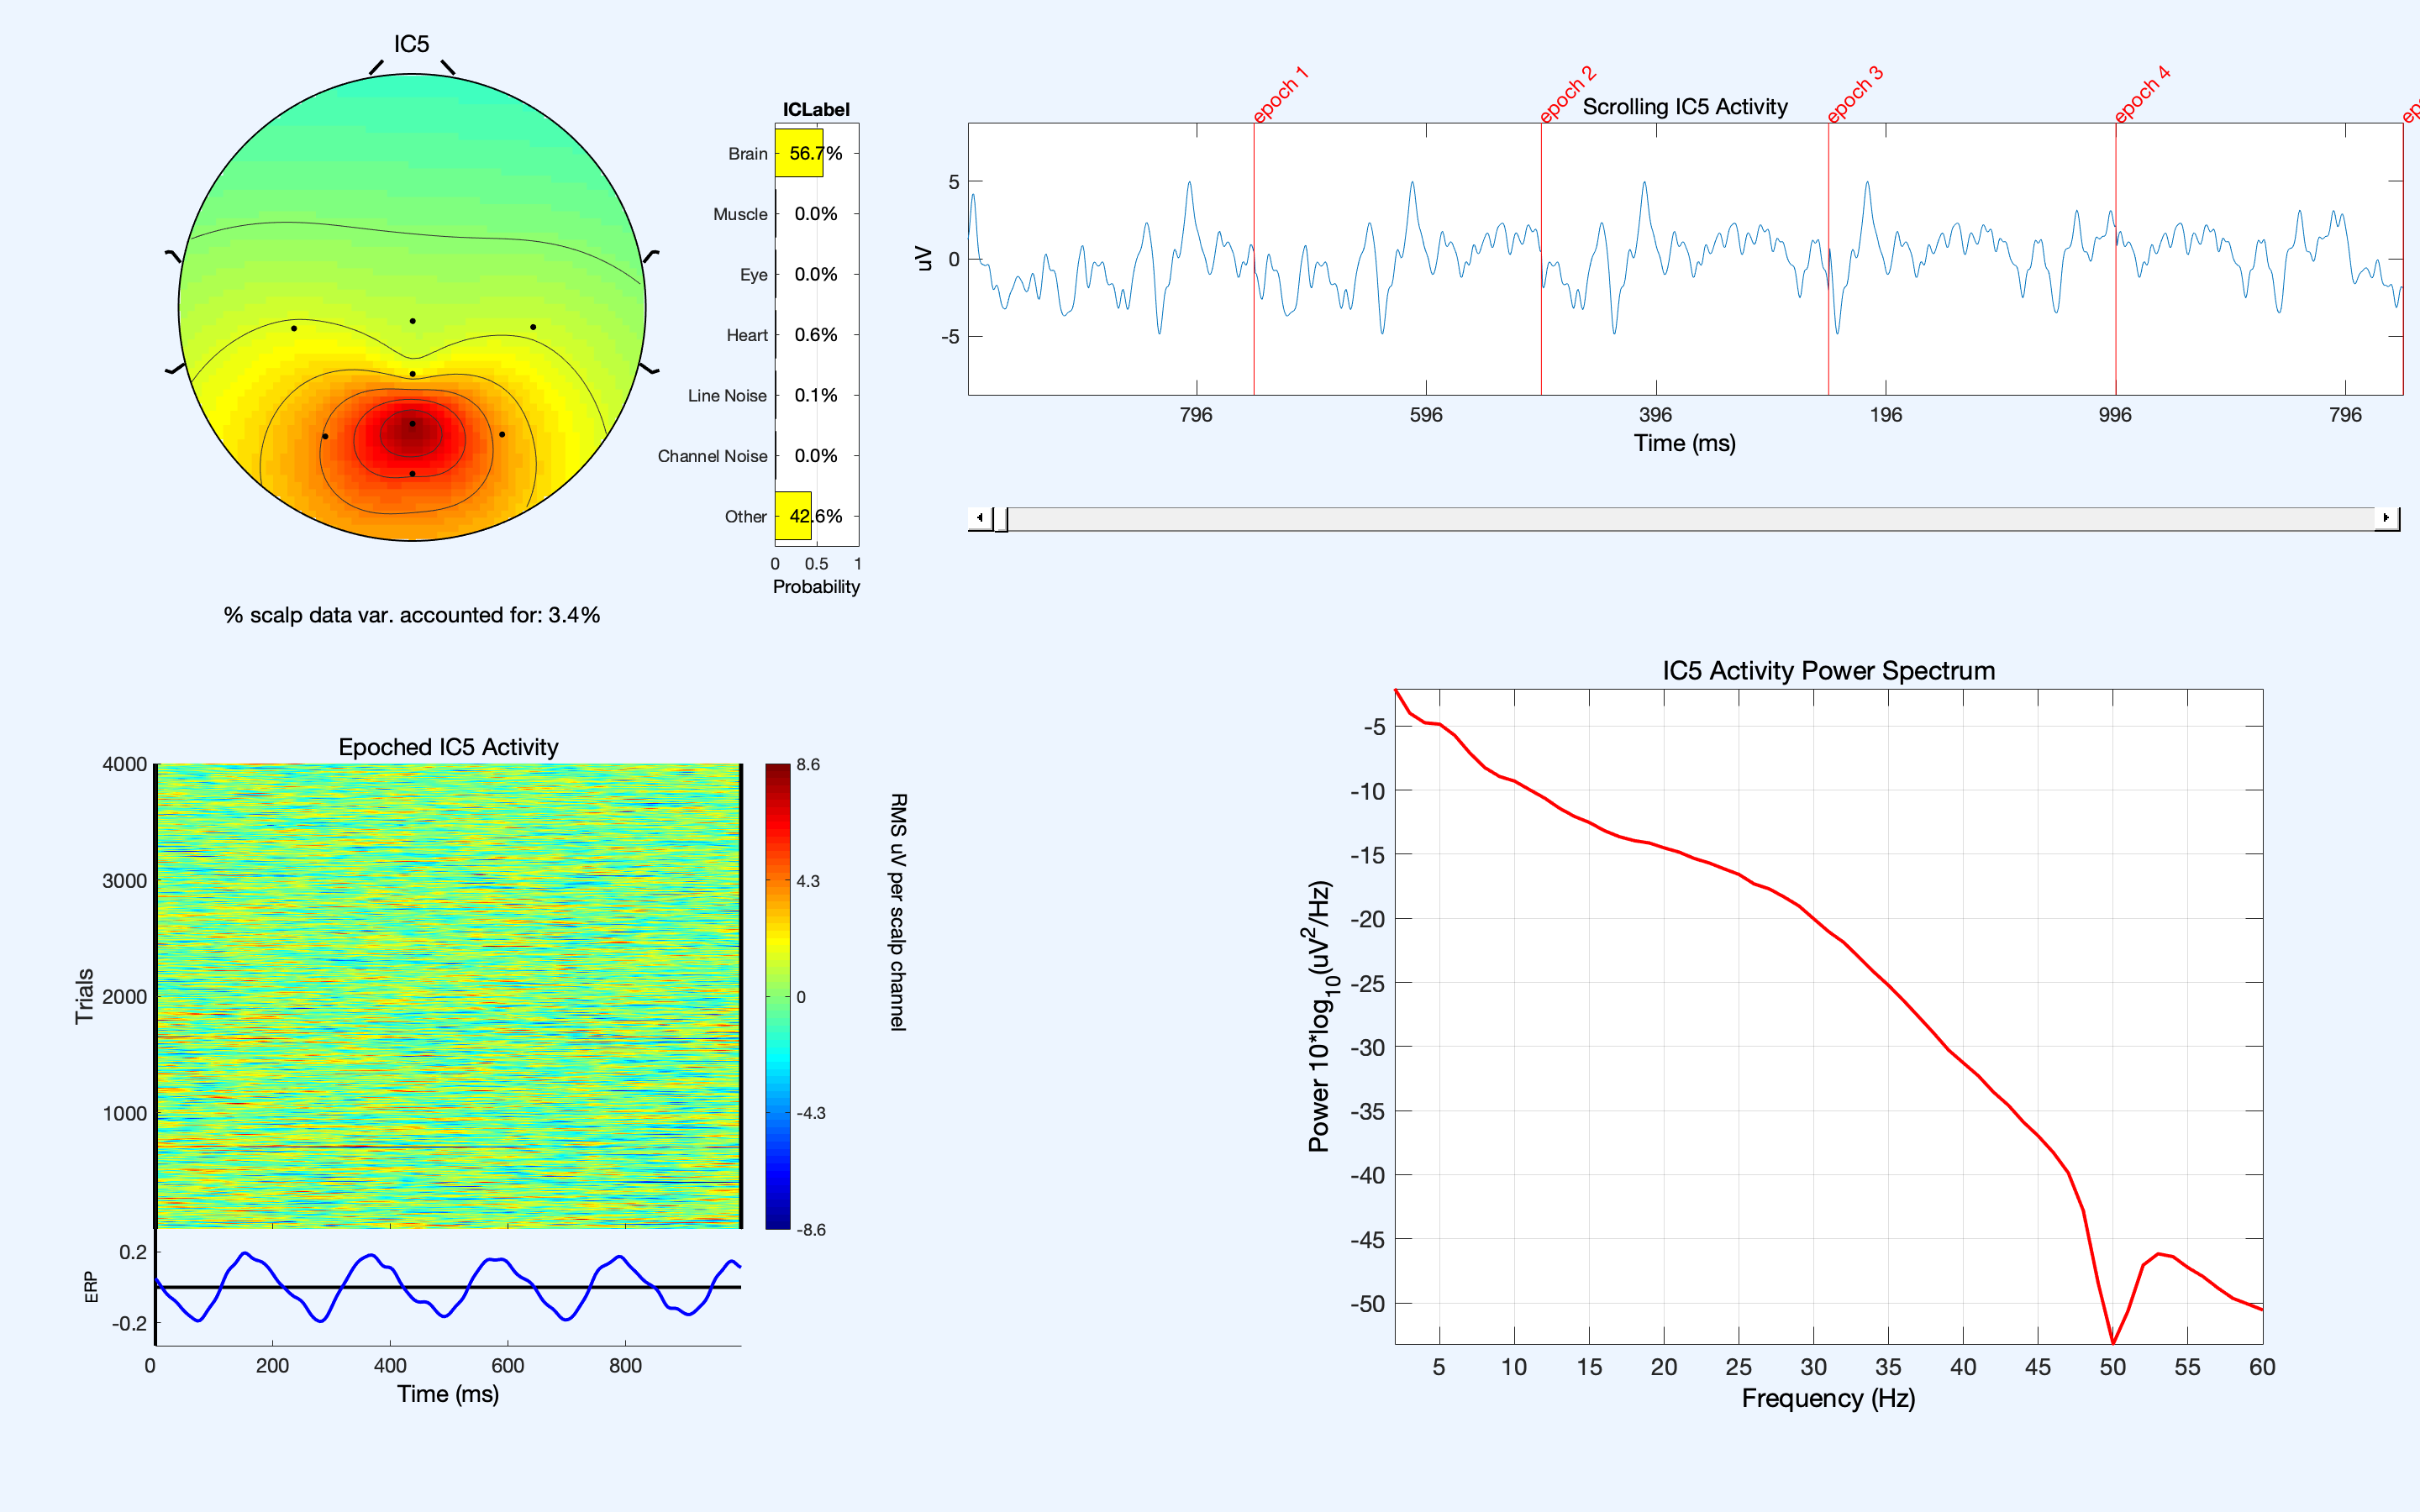 IC5
ICLabel
Brain 56.7%
Muscle 0.0%
Eye 0.0%
Heart 0.6%
Line Noise 0.1%
Channel Noise 0.0%
Other 42.6%
0 0.5 1
Probability
% scalp data var. accounted for: 3.4%
epoch 1
epoch 2
epoch 3
epoch 4
Scrolling IC5 Activity
uV
5
0
-5
796 596 396 196 996 796
Time (ms)
Epoched IC5 Activity
Trials
4000
3000
2000
1000
8.6
4.3
0
-4.3
-8.6
RMS uV per scalp channel
ERP
0.2
-0.2
0 200 400 600 800
Time (ms)
IC5 Activity Power Spectrum
Power 10*log10(uV2/Hz)
-5
-10
-15
-20
-25
-30
-35
-40
-45
-50
5 10 15 20 25 30 35 40 45 50 55 60
Frequency (Hz)